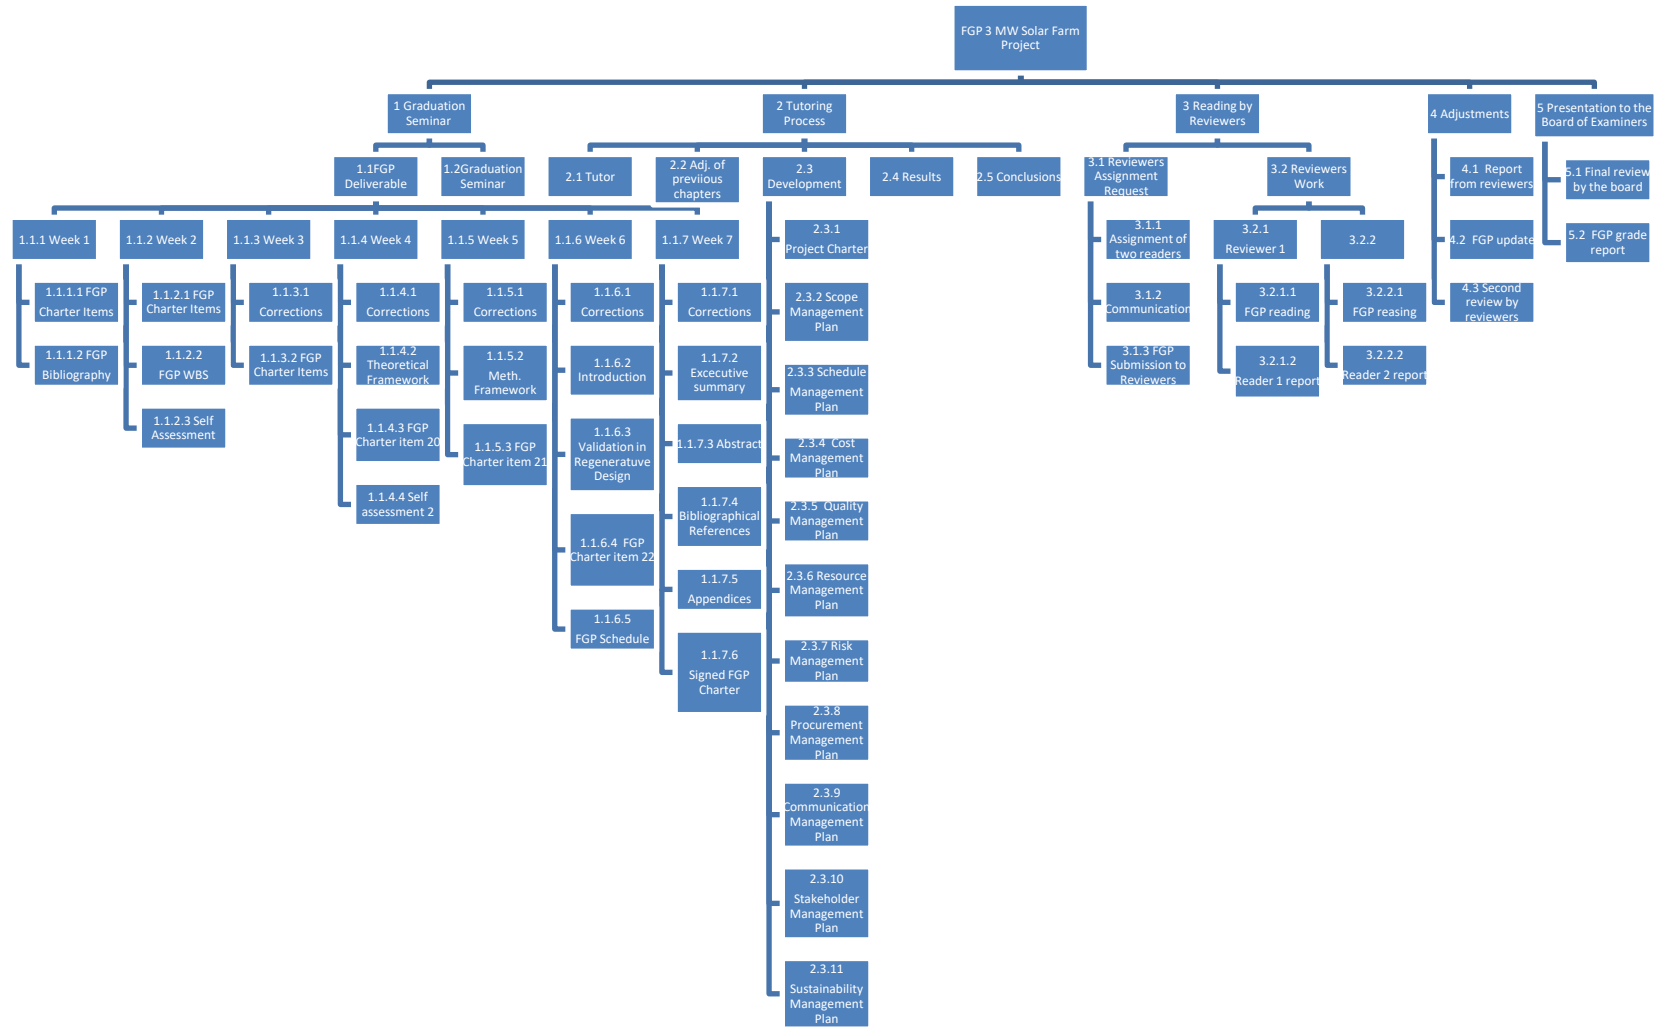 FGP 3 MW Solar Farm
Project
1 Graduation
Seminar
2 Tutoring
Process
3 Reading by
Reviewers
4 Adjustments
5 Presentation to the
Board of Examiners
1.1FGP
Deliverable
1.2Graduation
Seminar
2.1 Tutor
2.2 Adj. of
previious
chapters
2.3
Development
2.4 Results
2.5 Conclusions
3.1 Reviewers
Assignment
Request
3.2 Reviewers
Work
4.1 Report
from reviewers
5.1 Final review
by the board
1.1.1 Week 1
1.1.2 Week 2
1.1.3 Week 3
1.1.4 Week 4
1.1.5 Week 5
1.1.6 Week 6
1.1.7 Week 7
2.3.1
Project Charter
3.1.1
Assignment of
two readers
3.2.1
Reviewer 1
3.2.2
4.2 FGP update
5.2 FGP grade
report
1.1.1.1 FGP
Charter Items
1.1.2.1 FGP
Charter Items
1.1.3.1
Corrections
1.1.4.1
Corrections
1.1.5.1
Corrections
1.1.6.1
Corrections
1.1.7.1
Corrections
2.3.2 Scope
Management
Plan
3.1.2
Communication
3.2.1.1
FGP reading
3.2.2.1
FGP reasing
4.3 Second
review by
reviewers
1.1.1.2 FGP
Bibliography
1.1.2.2
FGP WBS
1.1.3.2 FGP
Charter Items
1.1.4.2
Theoretical
Framework
1.1.5.2
Meth.
Framework
1.1.6.2
Introduction
1.1.7.2
Excecutive
summary
2.3.3 Schedule
Management
Plan
3.1.3 FGP
Submission to
Reviewers
3.2.1.2
Reader 1 report
3.2.2.2
Reader 2 report
1.1.2.3 Self
Assessment
1.1.4.3 FGP
Charter item 20
1.1.5.3 FGP
Charter item 21
1.1.6.3
Validation in
Regeneratuve
Design
1.1.7.3 Abstract
2.3.4 Cost
Management
Plan
1.1.4.4 Self
assessment 2
1.1.6.4 FGP
Charter item 22
1.1.7.4
Bibliographical
References
2.3.5 Quality
Management
Plan
1.1.6.5
FGP Schedule
1.1.7.5
Appendices
2.3.6 Resource
Management
Plan
1.1.7.6
Signed FGP
Charter
2.3.7 Risk
Management
Plan
2.3.8
Procurement
Management
Plan
2.3.9
Communication
Management
Plan
2.3.10
Stakeholder
Management
Plan
2.3.11
Sustainability
Management
Plan